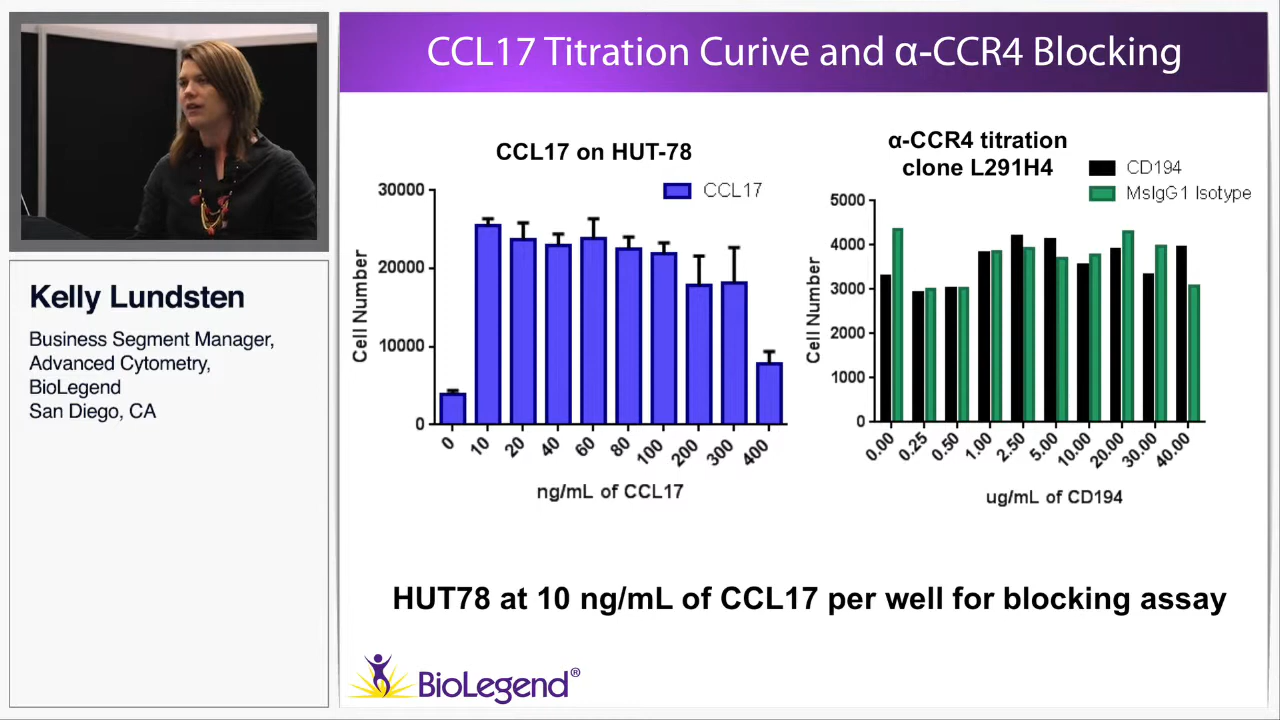 CCL17 Titration Curive and α-CCR4 Blocking
Kelly Lundsten
Business Segment Manager,
Advanced Cytometry,
BioLegend
San Diego, CA
CCL17 on HUT-78
CCL17
Cell Number
30000
20000
10000
0
0 10 20 40 60 80 100 200 300 400
ng/mL of CCL17
α-CCR4 titration
clone L291H4
CD194
MsIgG1 Isotype
Cell Number
5000
4000
3000
2000
1000
0
0.00 0.25 0.50 1.00 2.50 5.00 10.00 20.00 30.00 40.00
ug/mL of CD194
HUT78 at 10 ng/mL of CCL17 per well for blocking assay
BioLegend®